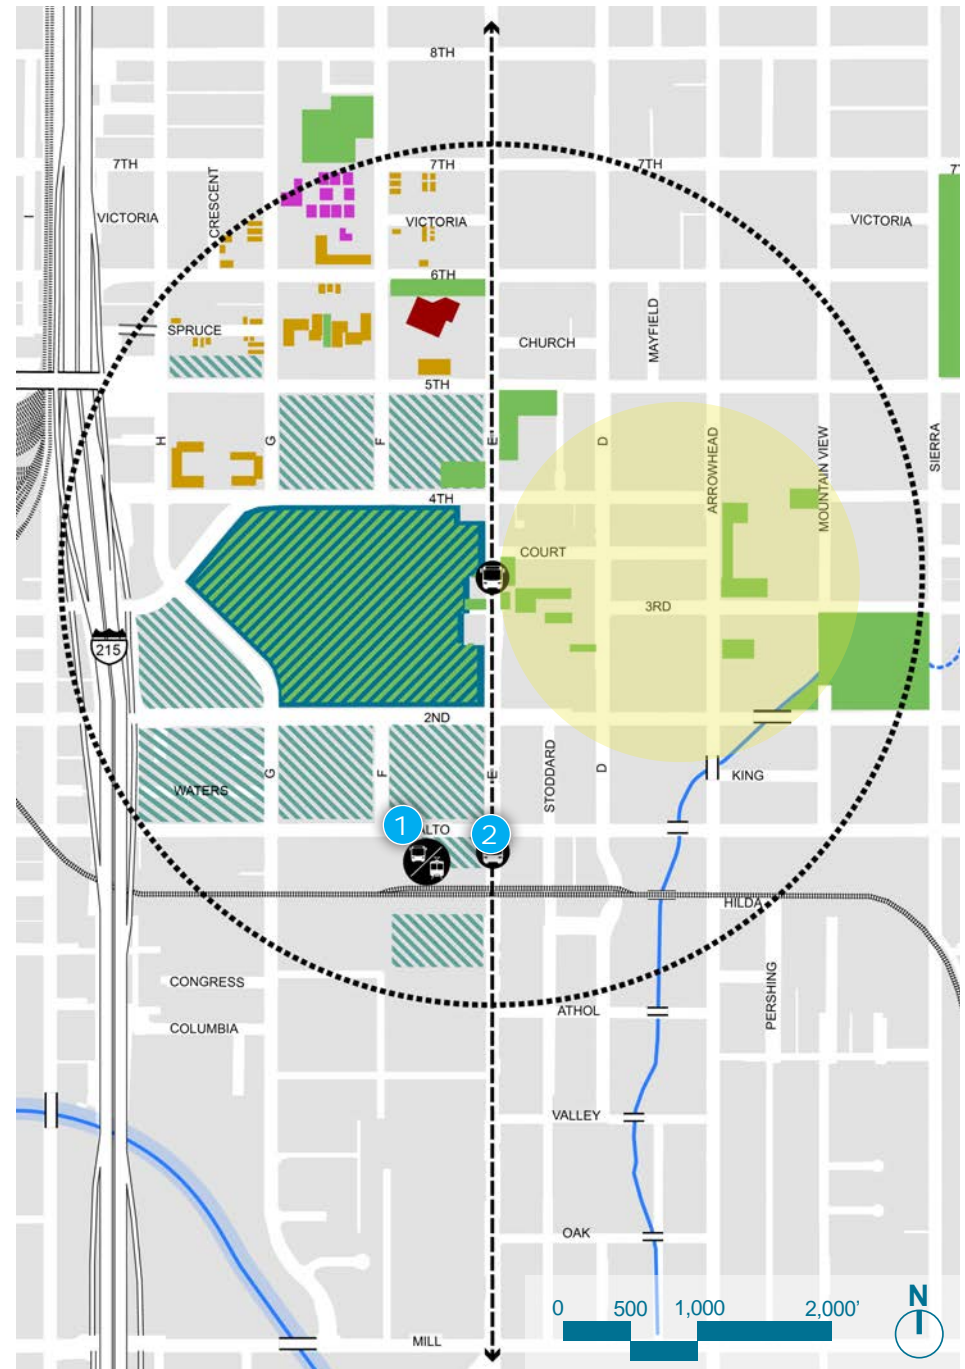 8TH
7TH
7TH
7TH
CRESCENT
I
VICTORIA
VICTORIA
VICTORIA
6TH
SPRUCE
CHURCH
MAYFIELD
5TH
H
G
F
E
D
ARROWHEAD
MOUNTAIN VIEW
SIERRA
4TH
COURT
3RD
215
2ND
G
F
E
STODDARD
D
KING
WATERS
1
2
HILDA
CONGRESS
PERSHING
ATHOL
COLUMBIA
VALLEY
OAK
MILL
0 500 1,000 2,000'
N